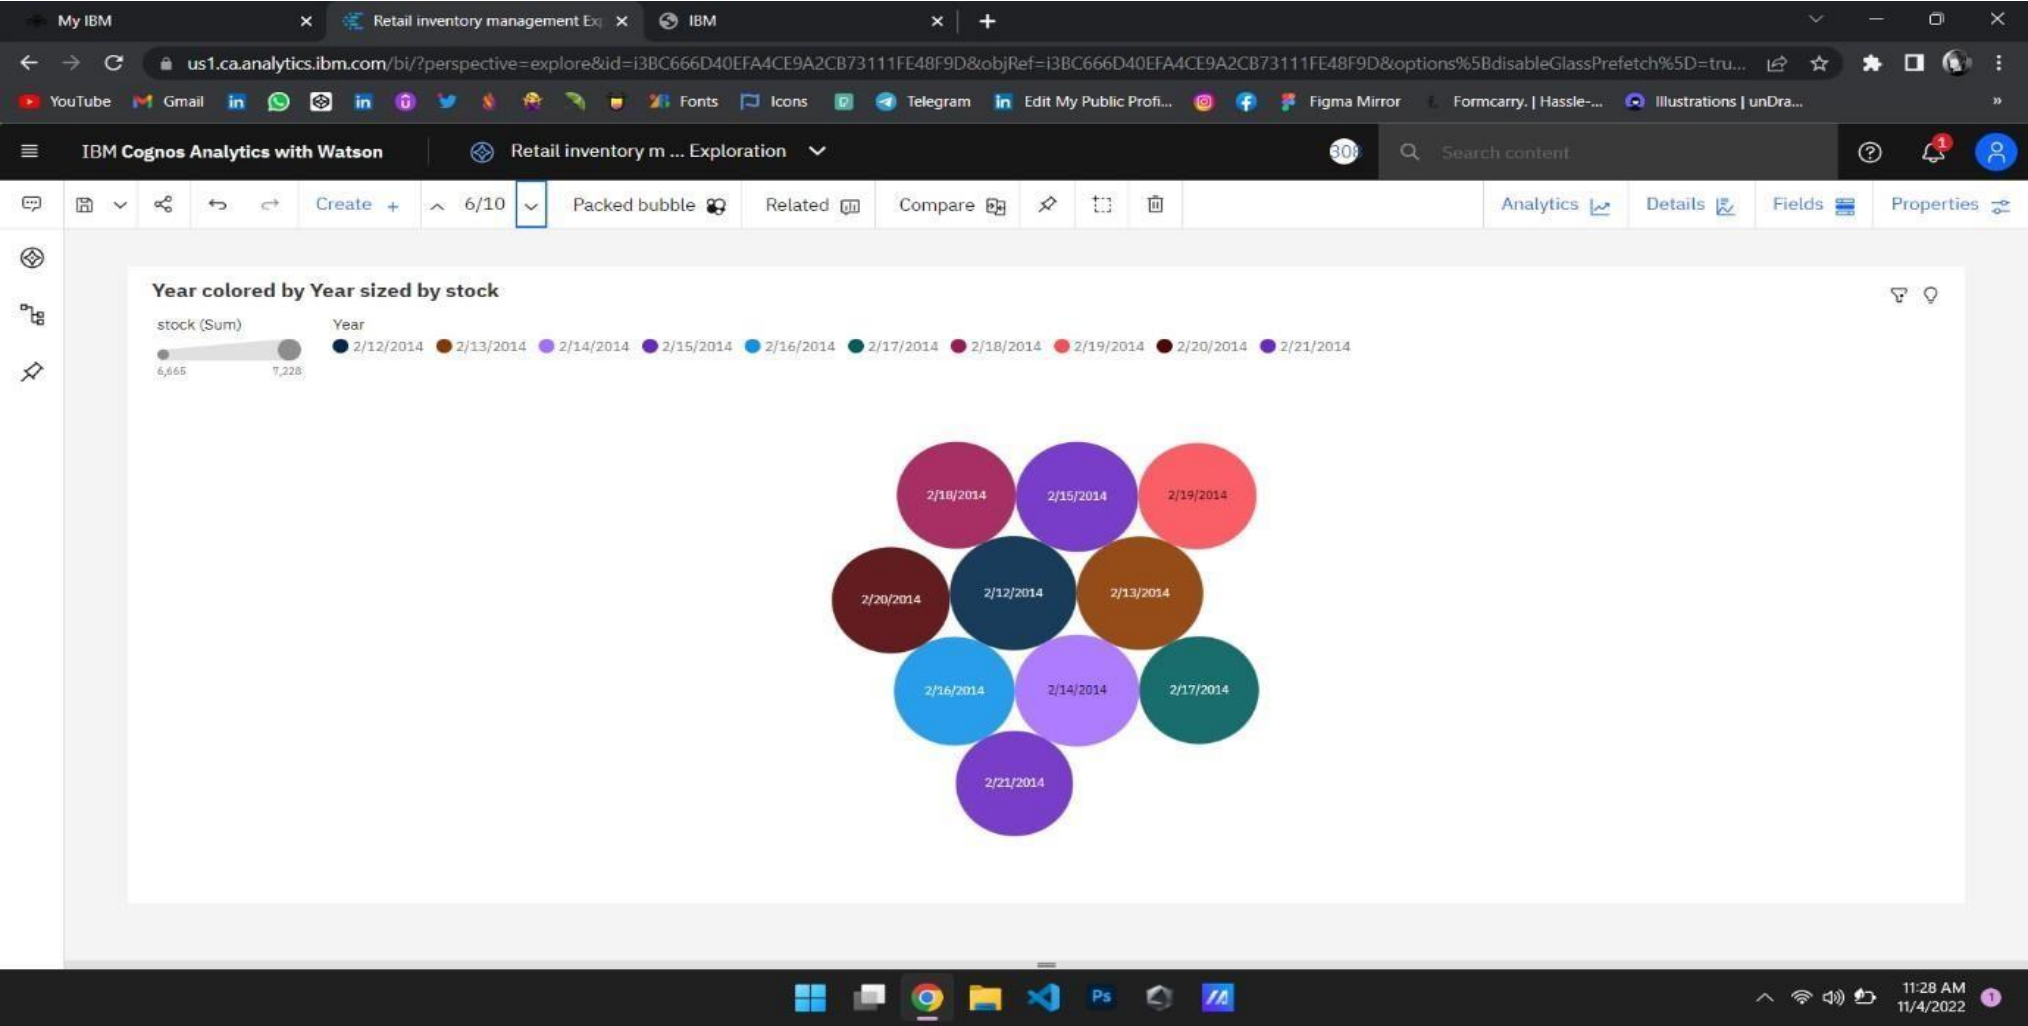 My IBM
Retail inventory management Ex
IBM
us1.ca.analytics.ibm.com/bi/?perspective=explore&id=i3BC666D40EFA4CE9A2CB73111FE48F9D&objRef=i3BC666D40EFA4CE9A2CB73111FE48F9D&options%5BdisableGlassPrefetch%5D=tru...
YouTube Gmail Fonts Icons Telegram Edit My Public Profi... Figma Mirror Formcarry. | Hassle-... Illustrations | unDra...
IBM Cognos Analytics with Watson
Retail inventory m ... Exploration
308
Search content
1
Create + 6/10 Packed bubble Related Compare Analytics Details Fields Properties
Year colored by Year sized by stock
stock (Sum)
6,665 7,228
Year
2/12/2014 2/13/2014 2/14/2014 2/15/2014 2/16/2014 2/17/2014 2/18/2014 2/19/2014 2/20/2014 2/21/2014
2/18/2014 2/15/2014 2/19/2014
2/20/2014 2/12/2014 2/13/2014
2/16/2014 2/14/2014 2/17/2014
2/21/2014
Ps
11:28 AM
11/4/2022
1